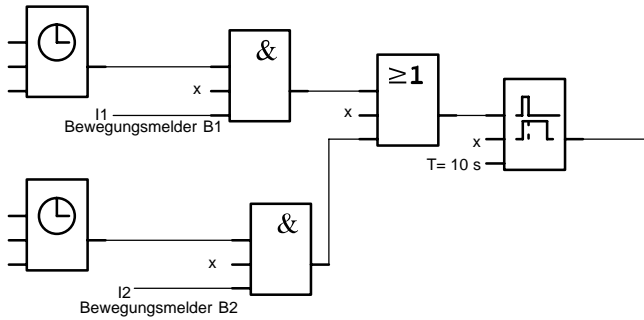 &
≥1
x
I1
Bewegungsmelder B1
x
x
T= 10 s
&
x
I2
Bewegungsmelder B2